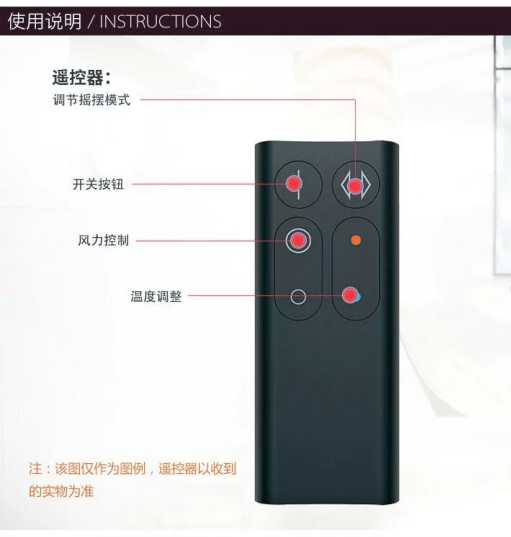 使用说明 / INSTRUCTIONS
遥控器：
调节摇摆模式
开关按钮
风力控制
温度调整
注：该图仅作为图例，遥控器以收到
的实物为准